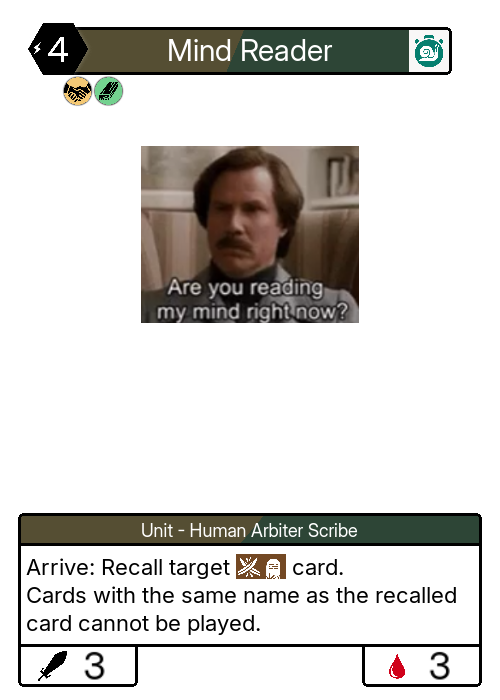 4
Mind Reader
Are you reading
my mind right now?
Unit - Human Arbiter Scribe
Arrive: Recall target card.
Cards with the same name as the recalled
card cannot be played.
3
3